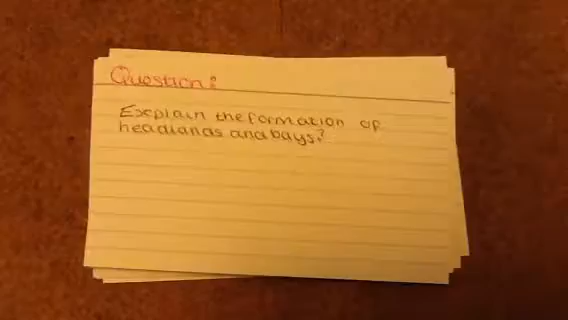 Question:
Explain the formation of
headlands and bays?